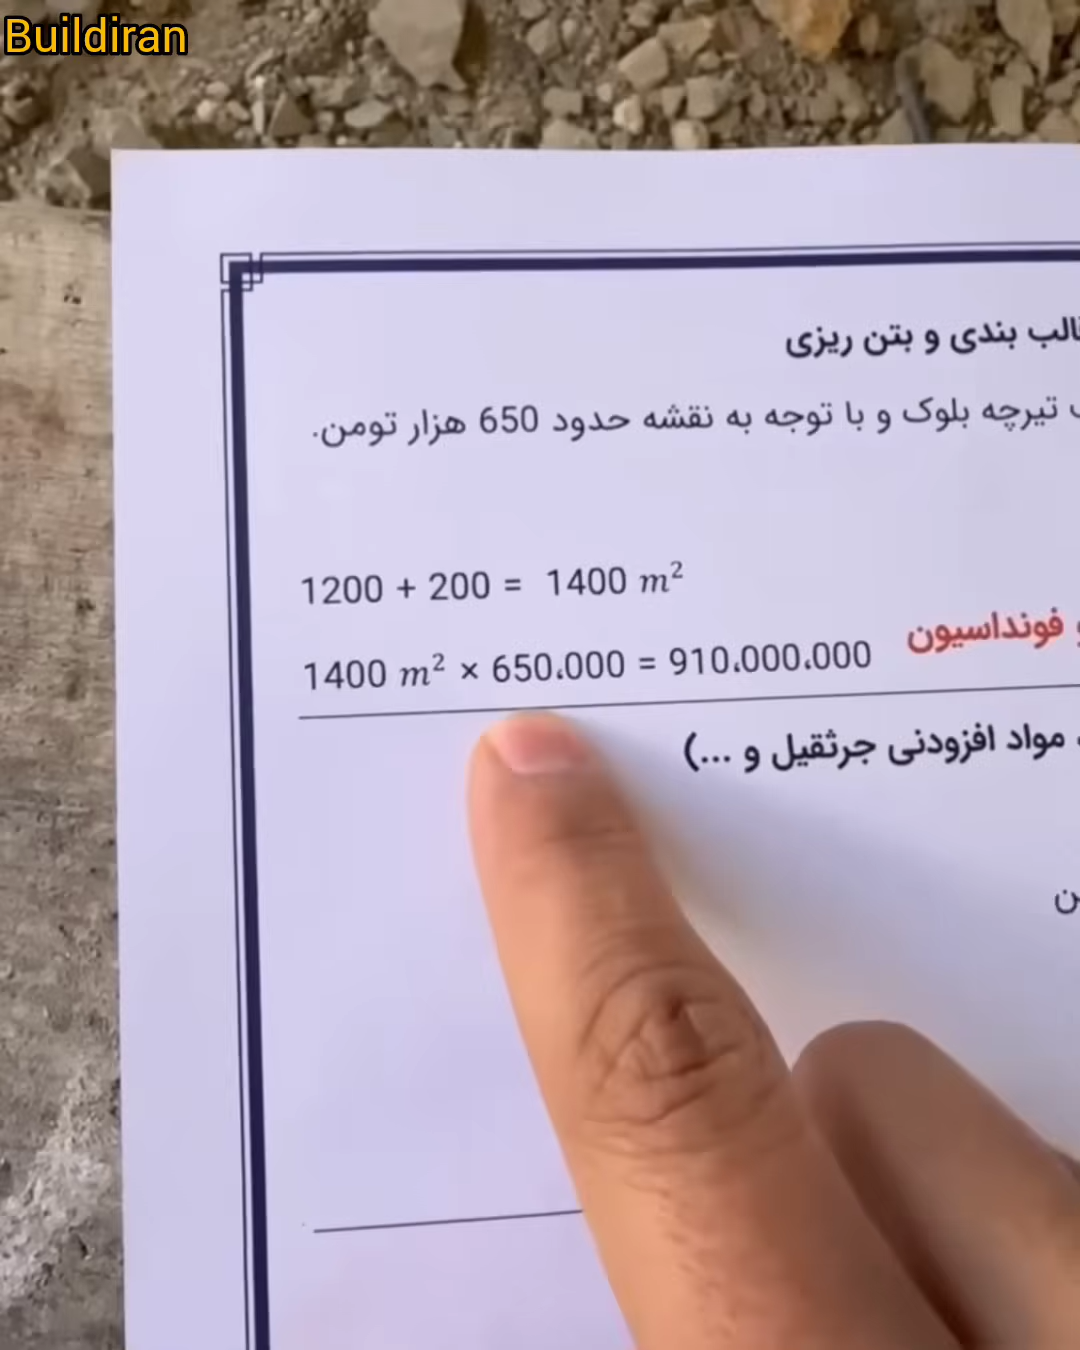 Buildiran
قالب بندی و بتن ریزی
تیرچه بلوک و با توجه به نقشه حدود 650 هزار تومن.
1200 + 200 = 1400 m²
و فونداسیون
1400 m² × 650.000 = 910.000.000
مواد افزودنی جرثقیل و ...)